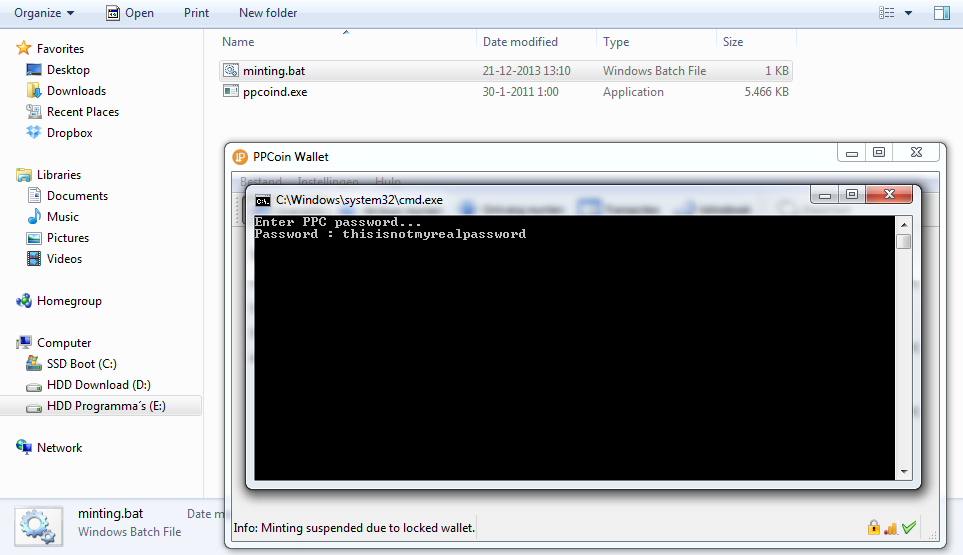 Organize Open Print New folder
Name Date modified Type Size
Favorites
Desktop
Downloads
Recent Places
Dropbox
Libraries
Documents
Music
Pictures
Videos
Homegroup
Computer
SSD Boot (C:)
HDD Download (D:)
HDD Programma´s (E:)
Network
minting.bat 21-12-2013 13:10 Windows Batch File 1 KB
ppcoind.exe 30-1-2011 1:00 Application 5.466 KB
PPCoin Wallet
Bestand Instellingen Hulp
C:\Windows\system32\cmd.exe
Enter PPC password...
Password : thisisnotmyrealpassword
Info: Minting suspended due to locked wallet.
minting.bat Date m
Windows Batch File